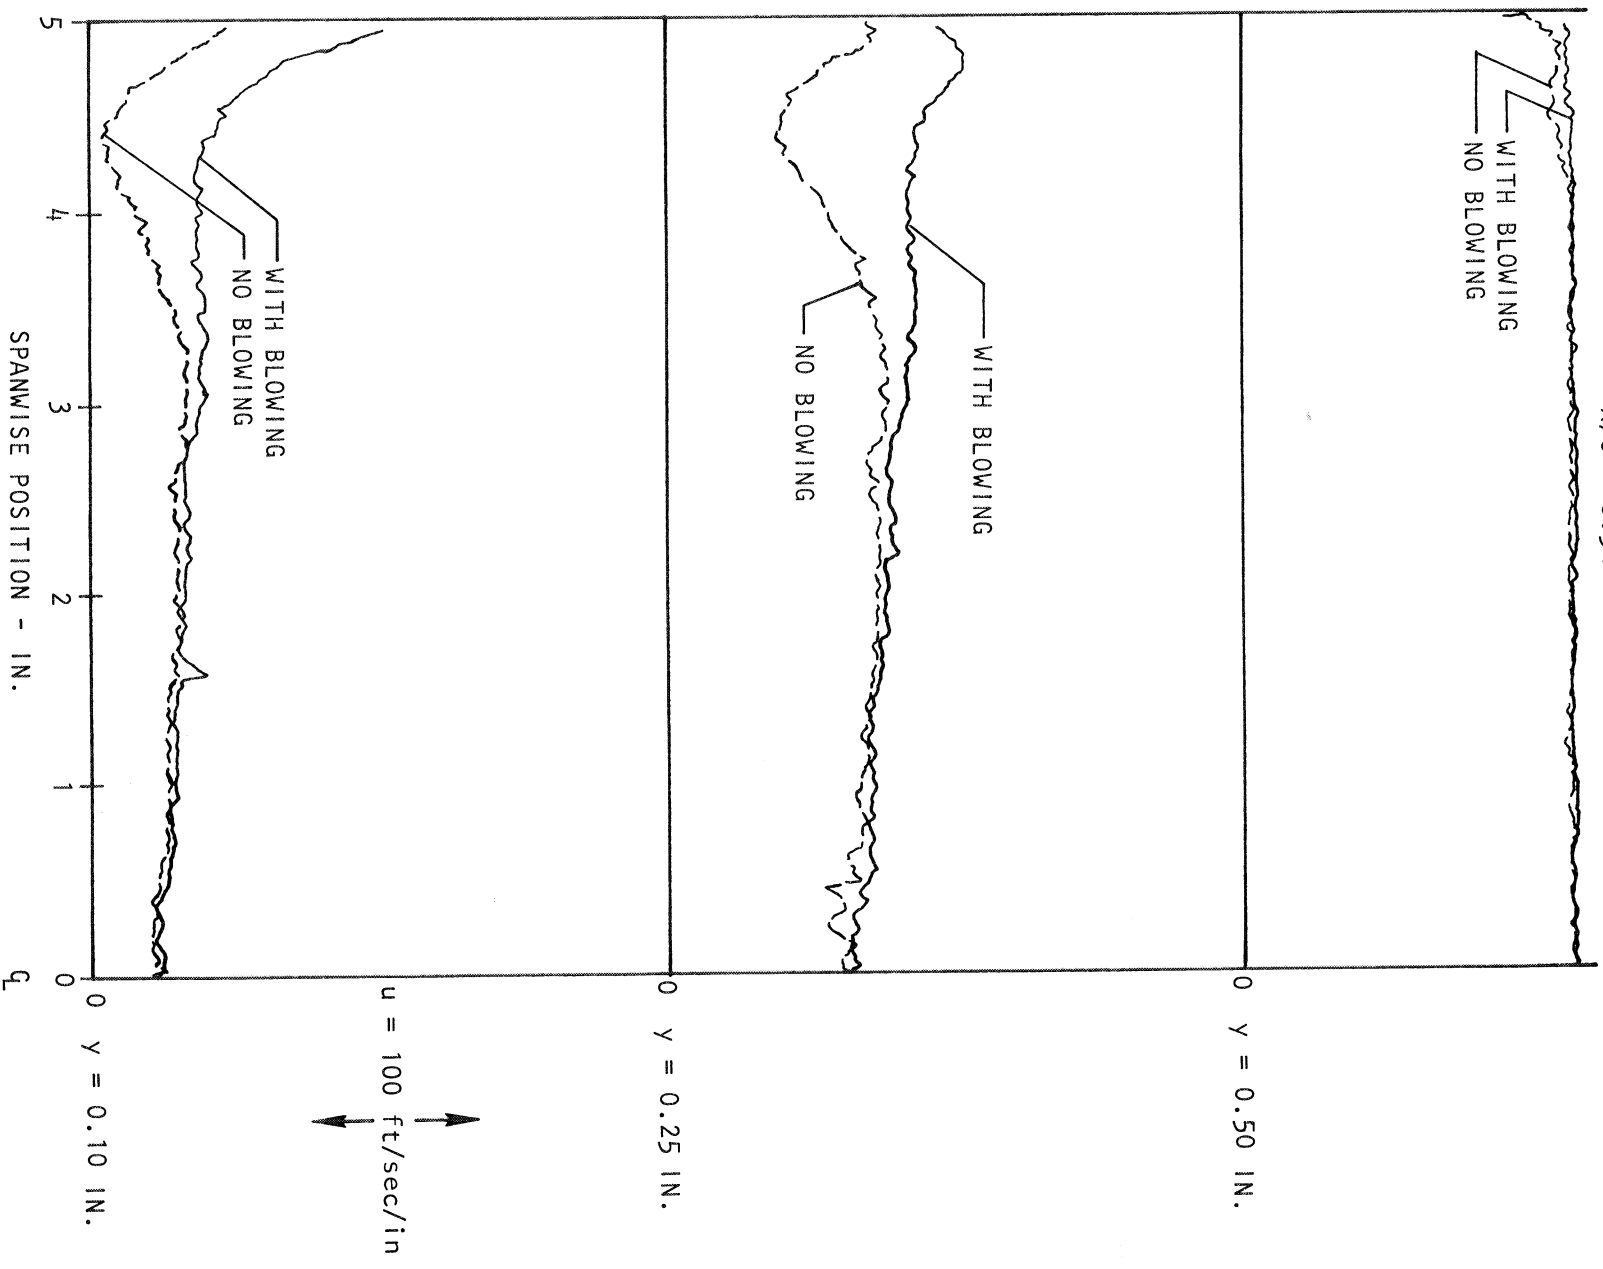 WITH BLOWING
NO BLOWING
WITH BLOWING
NO BLOWING
WITH BLOWING
NO BLOWING
0 y = 0.50 IN.
0 y = 0.25 IN.
u = 100 ft/sec/in
0 y = 0.10 IN.
5 4 3 2 1 0
SPANWISE POSITION - IN. ℄